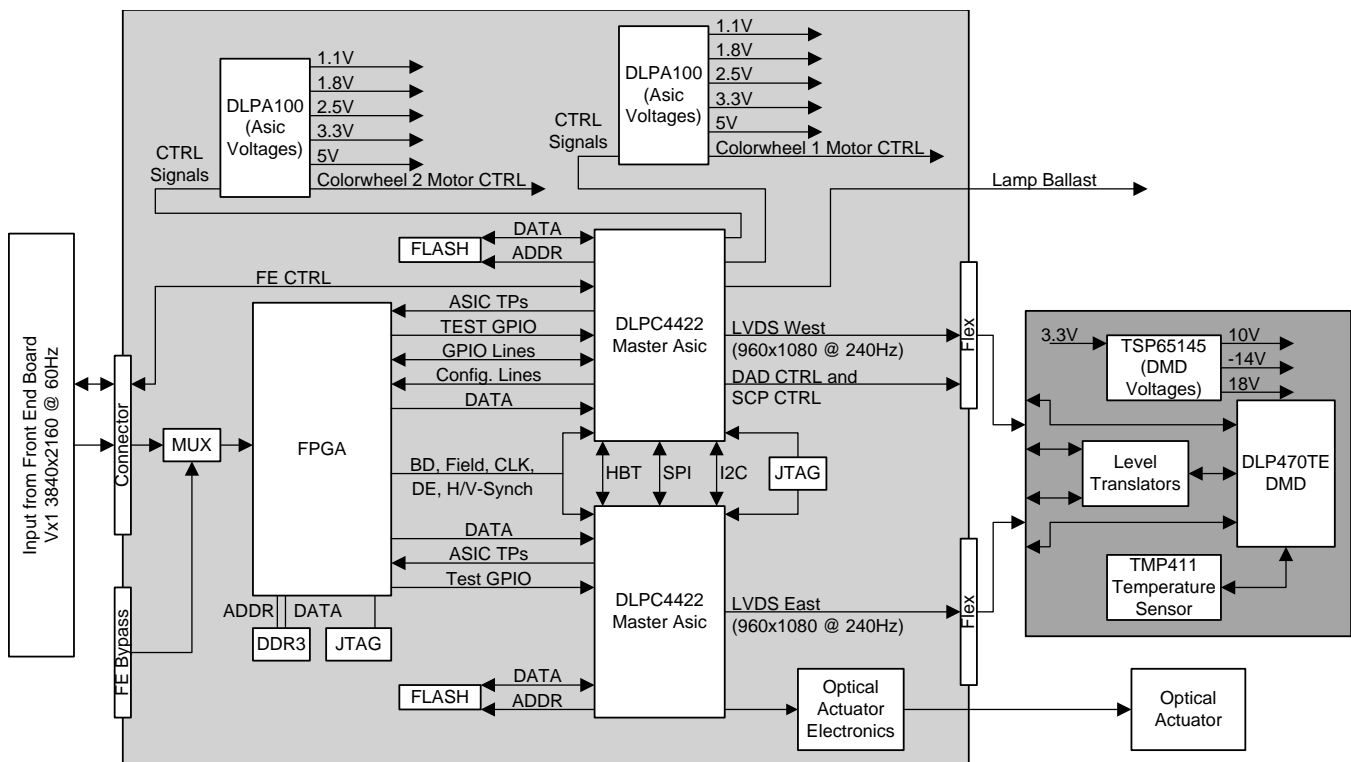 1.1V
1.8V
2.5V
3.3V
5V
DLPA100
(Asic
Voltages)
CTRL
Signals
Colorwheel 2 Motor CTRL
1.1V
1.8V
2.5V
3.3V
5V
DLPA100
(Asic
Voltages)
CTRL
Signals
Colorwheel 1 Motor CTRL
Lamp Ballast
DATA
FLASH
ADDR
FE CTRL
ASIC TPs
TEST GPIO
GPIO Lines
Config. Lines
DATA
DLPC4422
Master Asic
LVDS West
(960x1080 @ 240Hz)
DAD CTRL and
SCP CTRL
Flex
Input from Front End Board
Vx1 3840x2160 @ 60Hz
Connector
MUX
FPGA
BD, Field, CLK,
DE, H/V-Synch
HBT
SPI
I2C
JTAG
3.3V
TSP65145
(DMD
Voltages)
10V
-14V
18V
Level
Translators
DLP470TE
DMD
TMP411
Temperature
Sensor
DATA
ASIC TPs
Test GPIO
DLPC4422
Master Asic
LVDS East
(960x1080 @ 240Hz)
Flex
FE Bypass
ADDR
DATA
DDR3
JTAG
DATA
FLASH
ADDR
Optical
Actuator
Electronics
Optical
Actuator